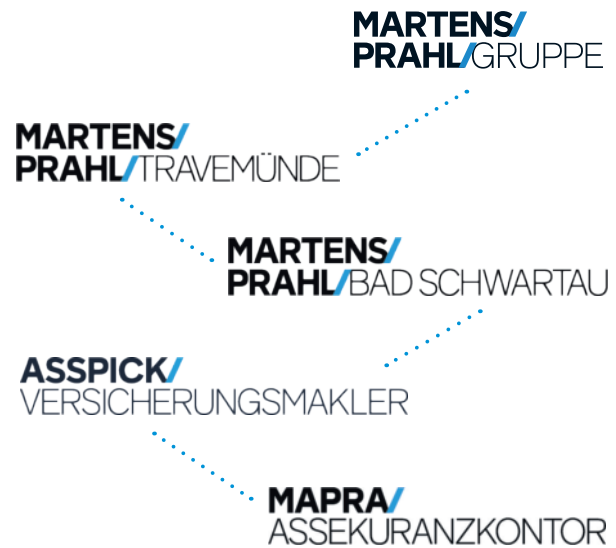 MARTENS/
PRAHL/GRUPPE
MARTENS/
PRAHL/TRAVEMÜNDE
MARTENS/
PRAHL/BAD SCHWARTAU
ASSPICK/
VERSICHERUNGSMAKLER
MAPRA/
ASSEKURANZKONTOR